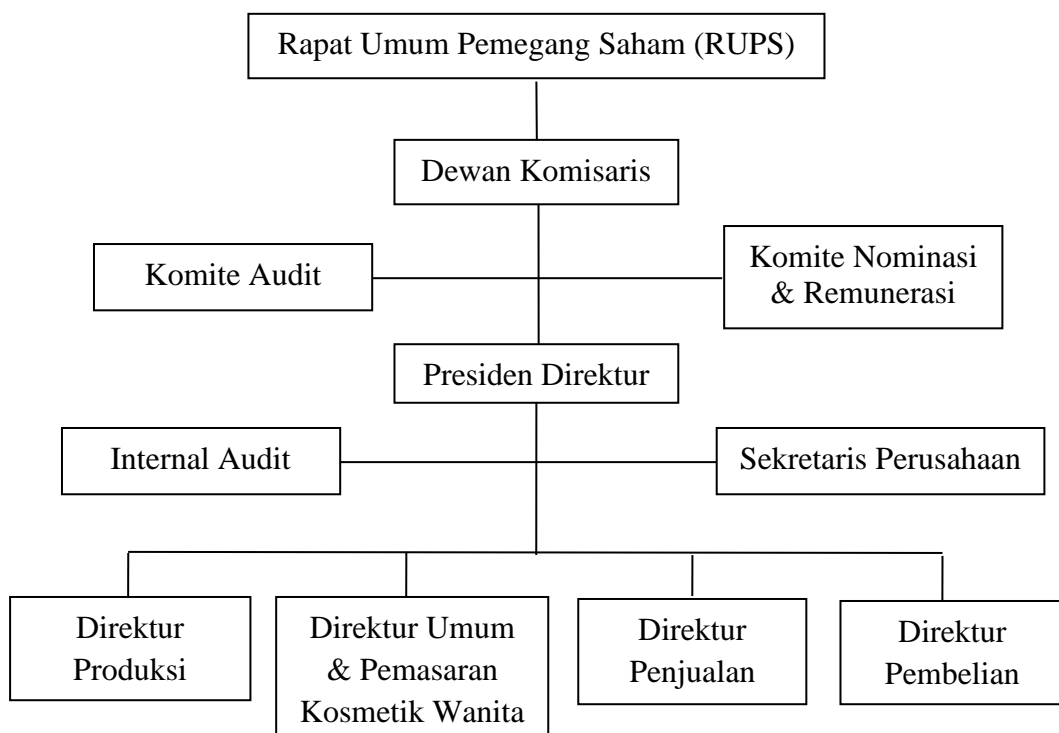 Rapat Umum Pemegang Saham (RUPS)
Dewan Komisaris
Komite Audit
Komite Nominasi
& Remunerasi
Presiden Direktur
Internal Audit
Sekretaris Perusahaan
Direktur
Produksi
Direktur Umum
& Pemasaran
Kosmetik Wanita
Direktur
Penjualan
Direktur
Pembelian